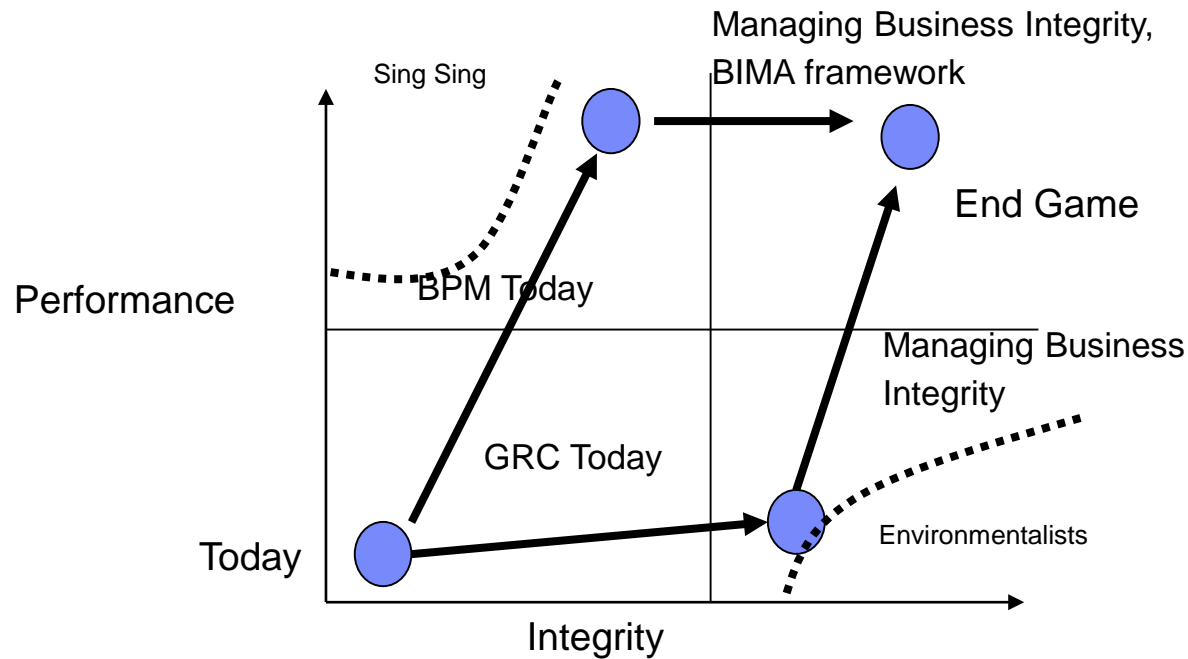 Managing Business Integrity,
BIMA framework
Sing Sing
End Game
BPM Today
Performance
Managing Business
Integrity
GRC Today
Environmentalists
Today
Integrity